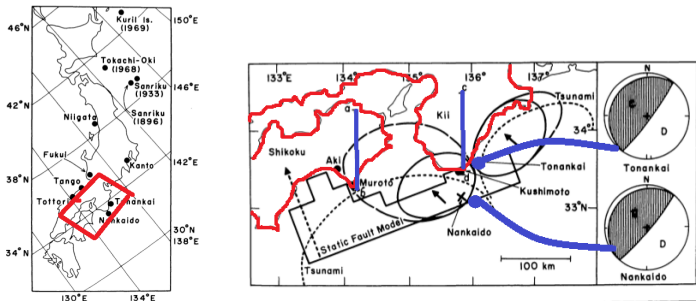 46°N
150°E
Kuril Is.
(1969)
Tokachi-Oki
(1968)
Sanriku
(1933)
146°E
42°N
Sanriku
(1896)
Niigata
Fukui
Kanto
142°E
38°N
Tango
Tottori
Tonankai
Nankaido
34°N
30°N
138°E
130°E
134°E
133°E
134°E
136°E
137°E
Tsunami
a
c
Kii
34°
Shikoku
Aki
Muroto
b
d
Tonankai
Kushimoto
33°N
Static Fault Model
Nankaido
Tsunami
100 km
N
D
Tonankai
N
D
Nankaido